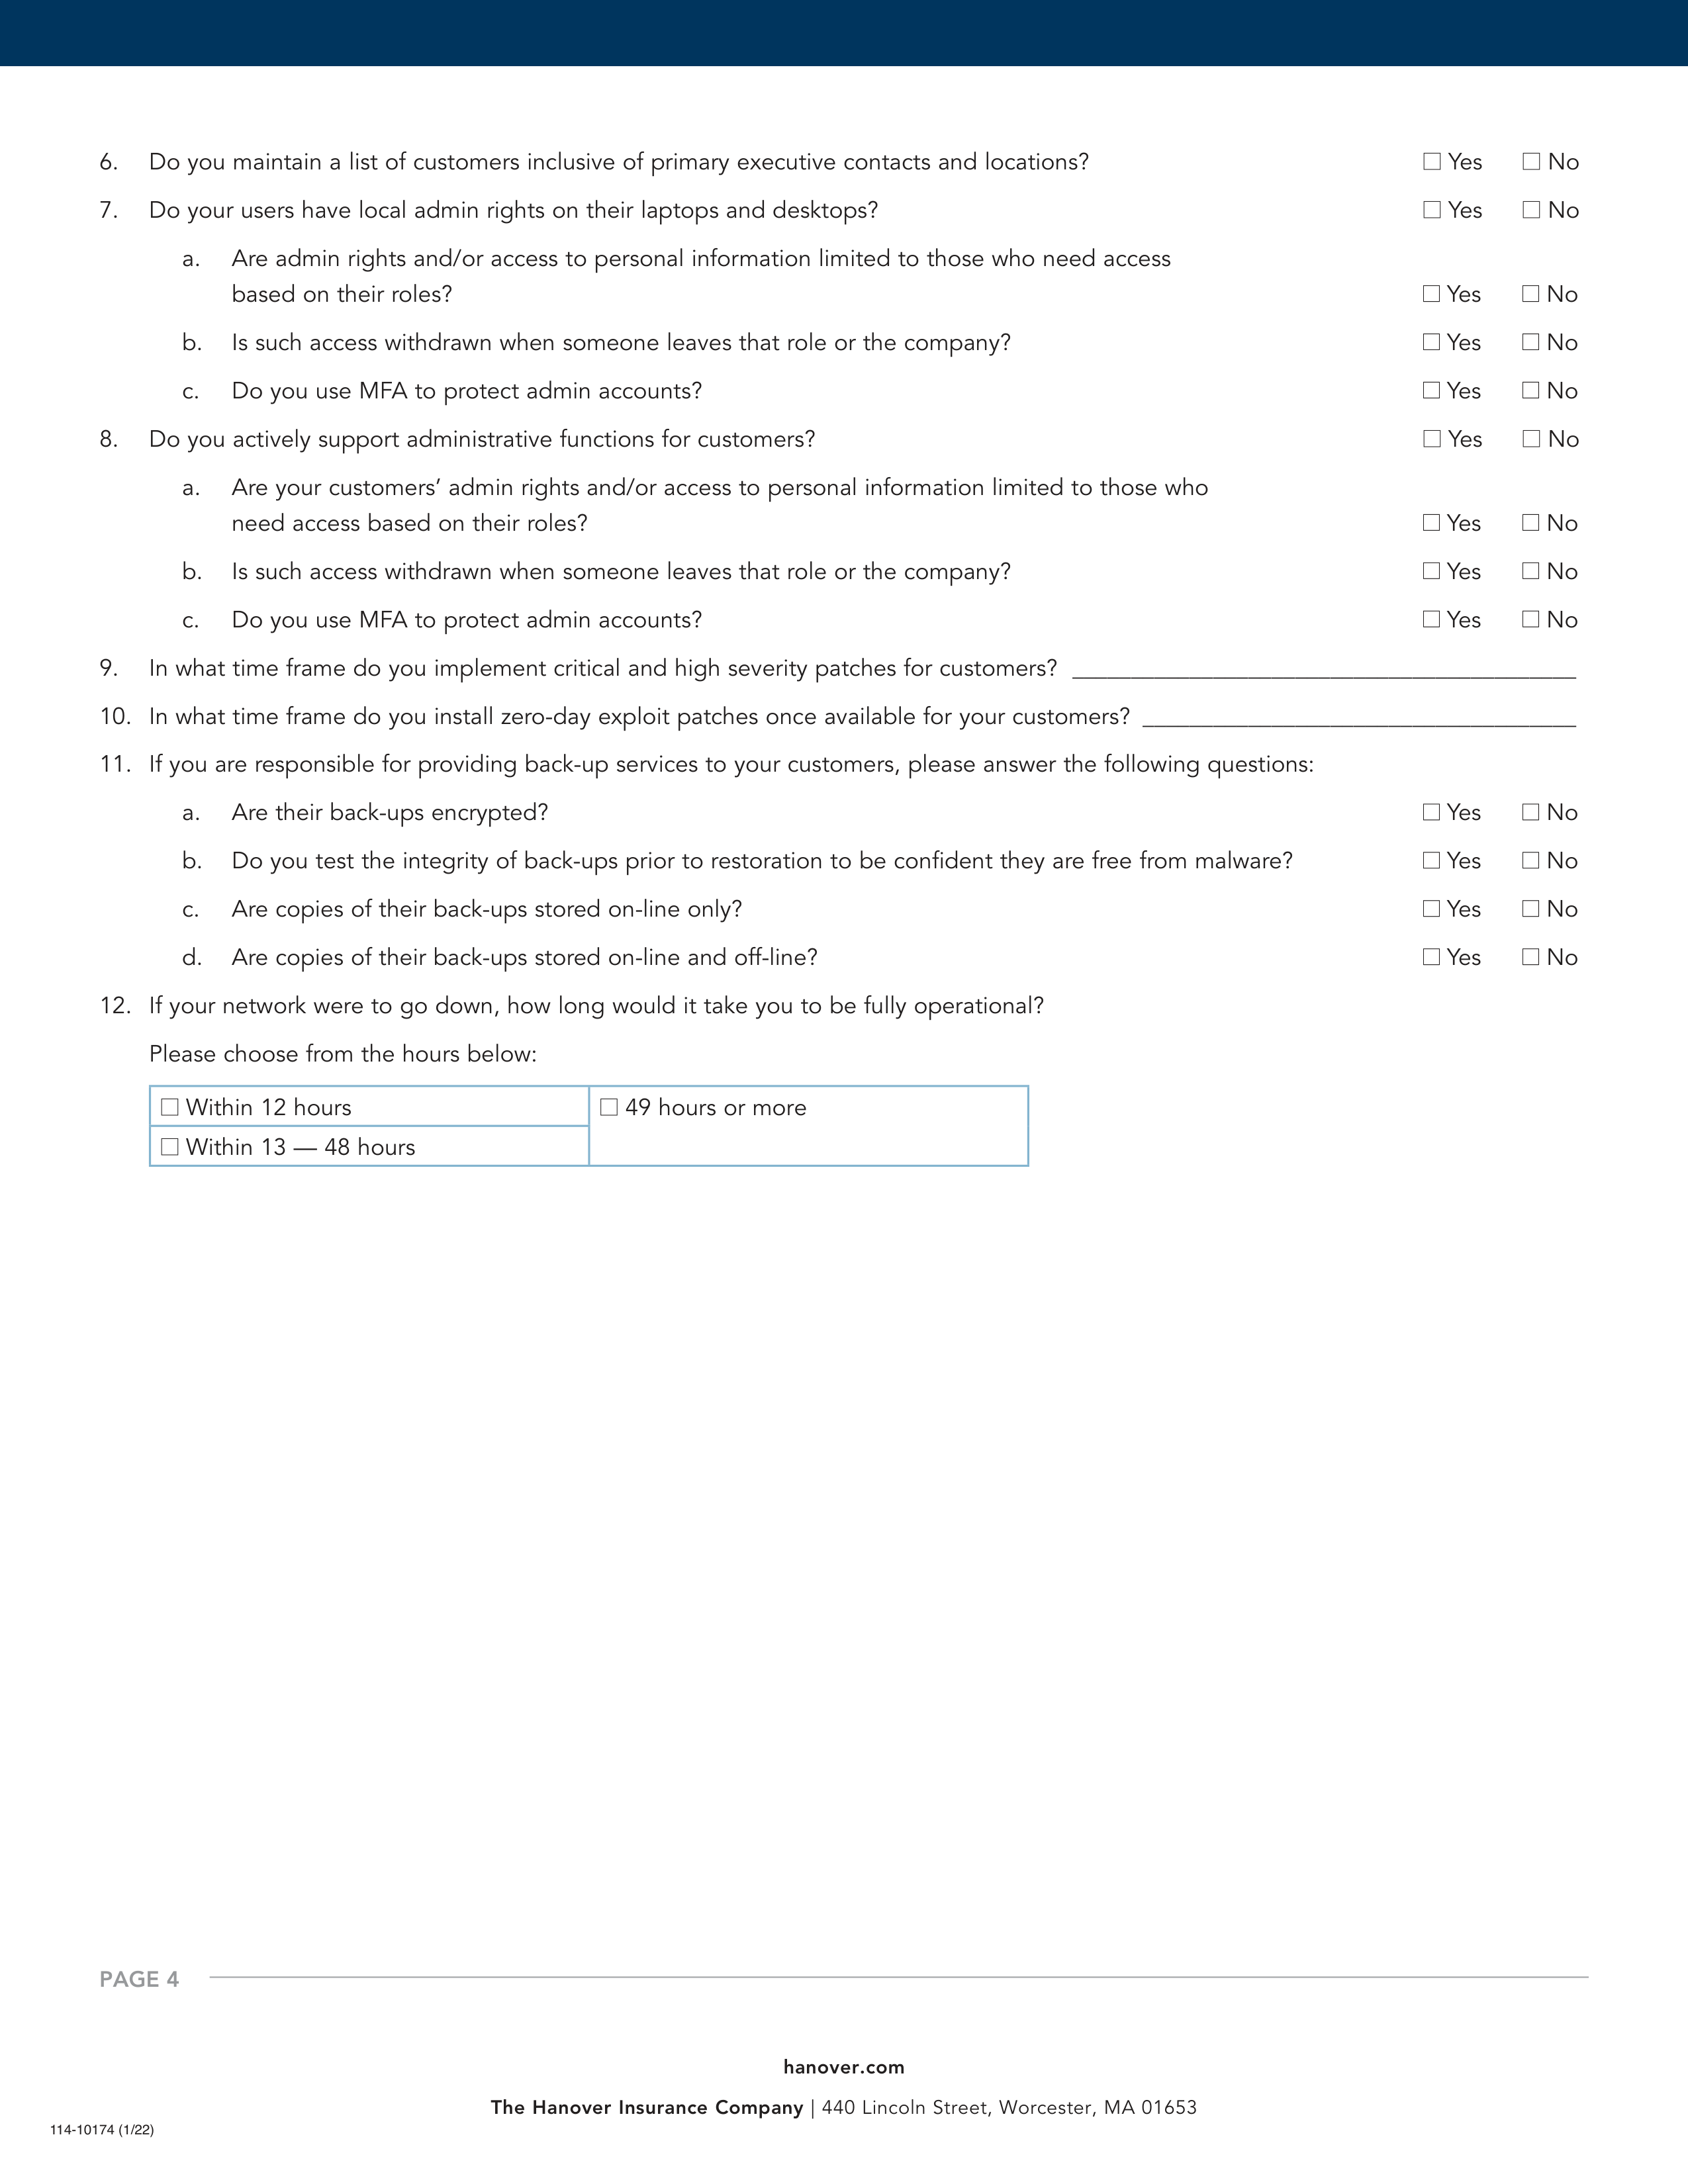 6. Do you maintain a list of customers inclusive of primary executive contacts and locations? ☐ Yes ☐ No
7. Do your users have local admin rights on their laptops and desktops? ☐ Yes ☐ No
a. Are admin rights and/or access to personal information limited to those who need access
based on their roles? ☐ Yes ☐ No
b. Is such access withdrawn when someone leaves that role or the company? ☐ Yes ☐ No
c. Do you use MFA to protect admin accounts? ☐ Yes ☐ No
8. Do you actively support administrative functions for customers? ☐ Yes ☐ No
a. Are your customers’ admin rights and/or access to personal information limited to those who
need access based on their roles? ☐ Yes ☐ No
b. Is such access withdrawn when someone leaves that role or the company? ☐ Yes ☐ No
c. Do you use MFA to protect admin accounts? ☐ Yes ☐ No
9. In what time frame do you implement critical and high severity patches for customers? ____
10. In what time frame do you install zero-day exploit patches once available for your customers? ____
11. If you are responsible for providing back-up services to your customers, please answer the following questions:
a. Are their back-ups encrypted? ☐ Yes ☐ No
b. Do you test the integrity of back-ups prior to restoration to be confident they are free from malware? ☐ Yes ☐ No
c. Are copies of their back-ups stored on-line only? ☐ Yes ☐ No
d. Are copies of their back-ups stored on-line and off-line? ☐ Yes ☐ No
12. If your network were to go down, how long would it take you to be fully operational?
Please choose from the hours below:
☐ Within 12 hours ☐ 49 hours or more
☐ Within 13 — 48 hours
PAGE 4
hanover.com
The Hanover Insurance Company | 440 Lincoln Street, Worcester, MA 01653
114-10174 (1/22)